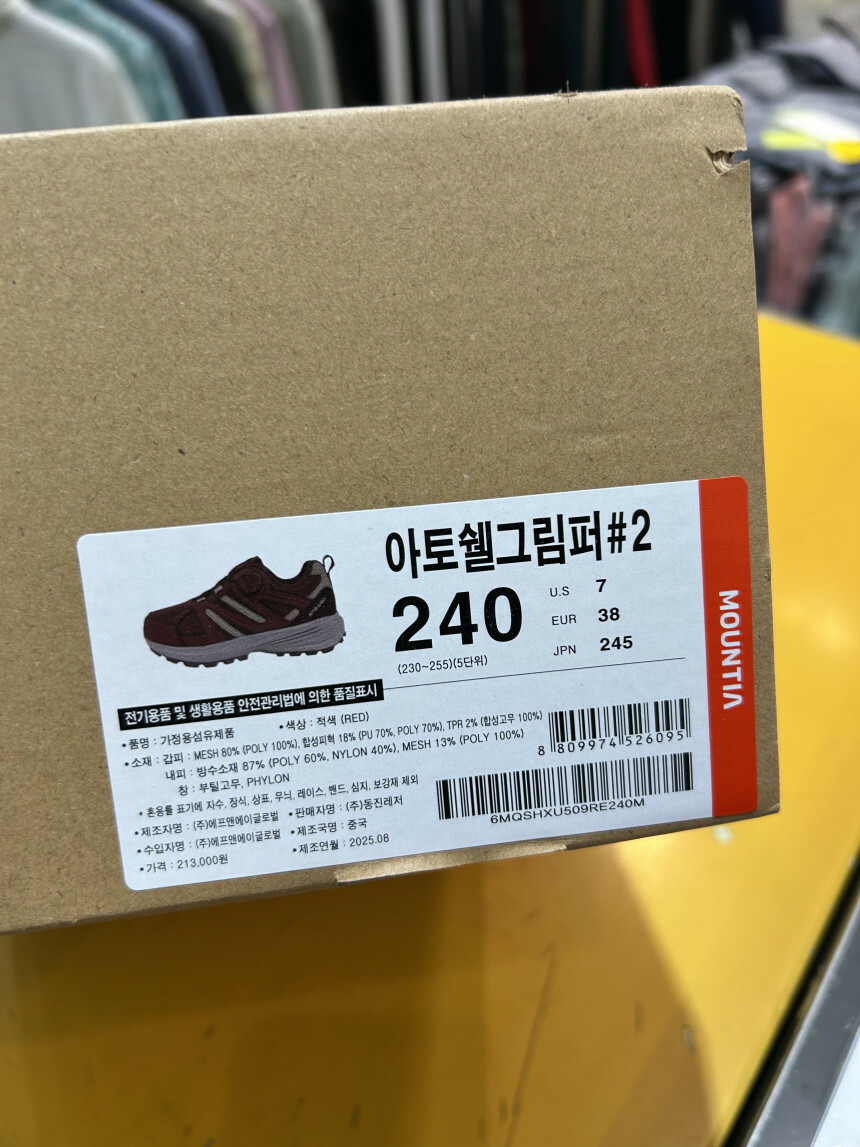 아토쉘그림퍼#2
240
(230~255)(5단위)
U.S 7
EUR 38
JPN 245
MOUNTIA
전기용품 및 생활용품 안전관리법에 의한 품질표시
•품명 : 가정용섬유제품 •색상 : 적색 (RED)
•소재 : 갑피 : MESH 80% (POLY 100%), 합성피혁 18% (PU 70%, POLY 70%), TPR 2% (합성고무 100%)
내피 : 방수소재 87% (POLY 60%, NYLON 40%), MESH 13% (POLY 100%)
창 : 부틸고무, PHYLON
•혼용률 표기에 자수, 장식, 상표, 무늬, 레이스, 밴드, 심지, 보강재 제외
•제조자명 : (주)에프앤에이글로벌 •판매자명 : (주)동진레저
•수입자명 : (주)에프앤에이글로벌 •제조국명 : 중국
•가격 : 213,000원 •제조연월 : 2025.08
8 809974 526095
6MQSHXU509RE240M